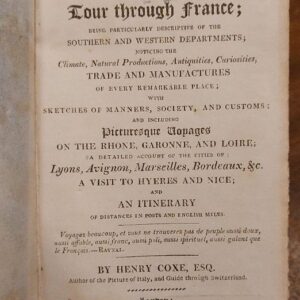 Tour through France;
BEING PARTICULARLY DESCRIPTIVE OF THE
SOUTHERN AND WESTERN DEPARTMENTS;
NOTICING THE
Climate, Natural Productions, Antiquities, Curiosities,
TRADE AND MANUFACTURES
OF EVERY REMARKABLE PLACE;
WITH
SKETCHES OF MANNERS, SOCIETY, AND CUSTOMS;
AND INCLUDING
Picturesque Voyages
ON THE RHONE, GARONNE, AND LOIRE;
A DETAILED ACCOUNT OF THE CITIES OF
Lyons, Avignon, Marseilles, Bordeaux, &c.
A VISIT TO HYERES AND NICE;
AND
AN ITINERARY
OF DISTANCES IN POSTS AND ENGLISH MILES.
Voyagez beaucoup, et vous ne trouverez pas de peuple aussi doux,
aussi affable, aussi franc, aussi poli, aussi spirituel, aussi galant que
le François.—RAYNAL.
BY HENRY COXE, ESQ.
Author of the Picture of Italy, and Guide through Switzerland.